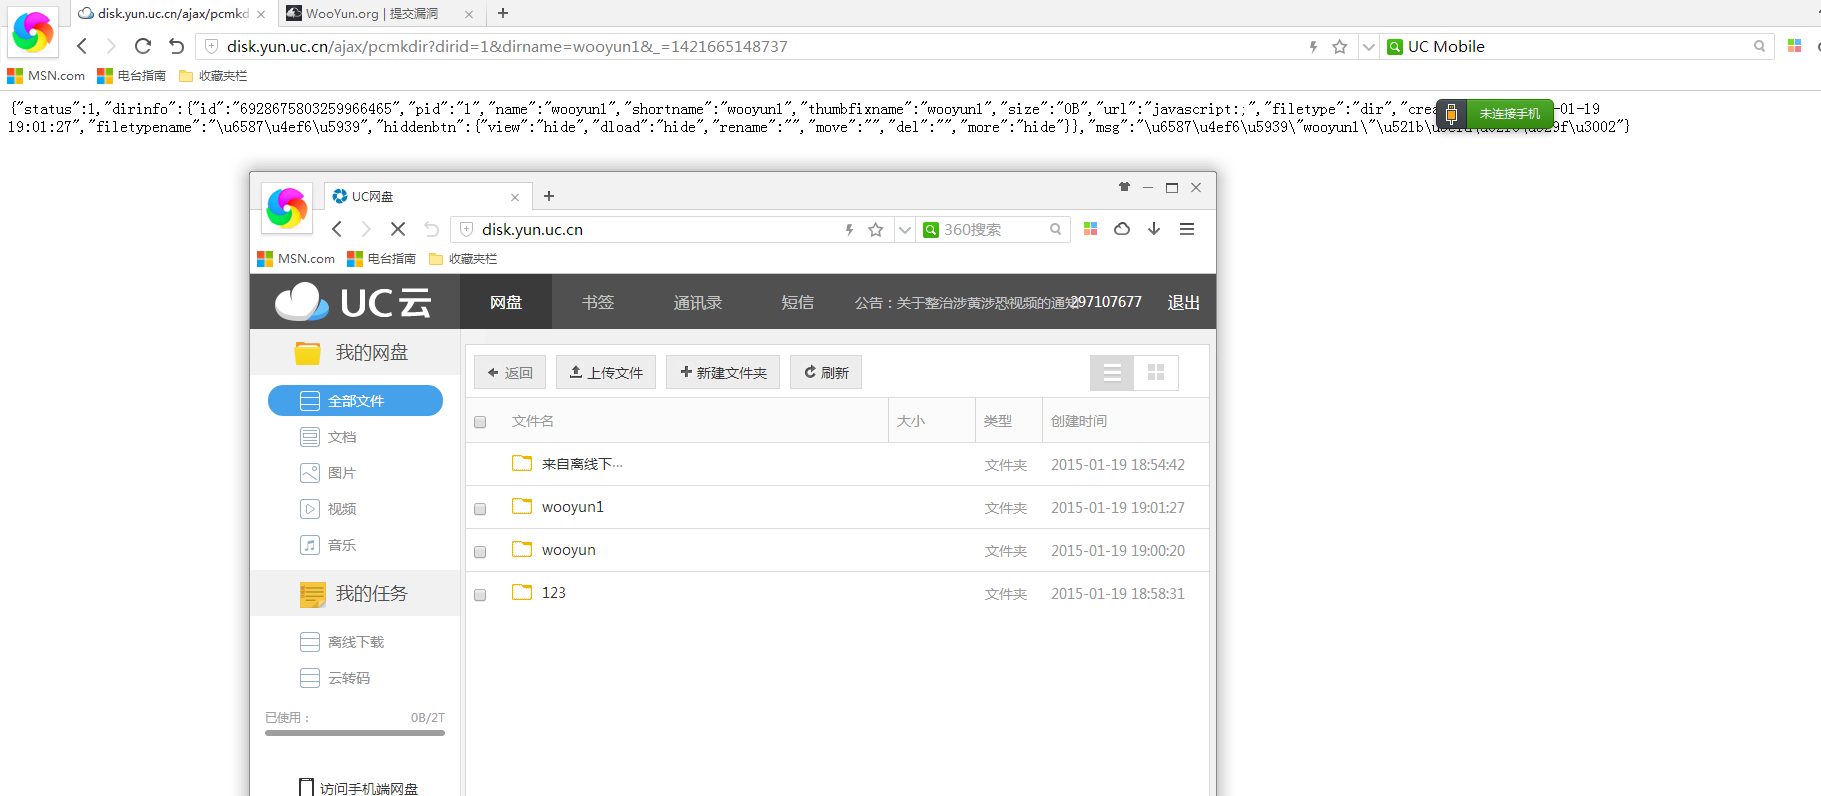 disk.yun.uc.cn/ajax/pcmkd
WooYun.org | 提交漏洞
disk.yun.uc.cn/ajax/pcmkdir?dirid=1&dirname=wooyun1&_=1421665148737
UC Mobile
MSN.com 电台指南 收藏夹栏
{"status":1,"dirinfo":{"id":"6928675803259966465","pid":"1","name":"wooyun1","shortname":"wooyun1","thumbfixname":"wooyun1","size":"0B","url":"javascript:;","filetype":"dir","crea -01-19
未连接手机
19:01:27","filetypename":"\u6587\u4ef6\u5939","hiddenbtn":{"view":"hide","dload":"hide","rename":"","move":"","del":"","more":"hide"}},"msg":"\u6587\u4ef6\u5939\"wooyun1\"\u521b\u 29f\u3002"}
UC网盘
disk.yun.uc.cn
360搜索
MSN.com 电台指南 收藏夹栏
UC云
网盘 书签 通讯录 短信 公告：关于整治涉黄涉恐视频的通知 297107677 退出
我的网盘
返回 上传文件 新建文件夹 刷新
全部文件
文件名 大小 类型 创建时间
文档
来自离线下··· 文件夹 2015-01-19 18:54:42
图片
wooyun1 文件夹 2015-01-19 19:01:27
视频
wooyun 文件夹 2015-01-19 19:00:20
音乐
123 文件夹 2015-01-19 18:58:31
我的任务
离线下载
云转码
已使用： 0B/2T
访问手机端网盘